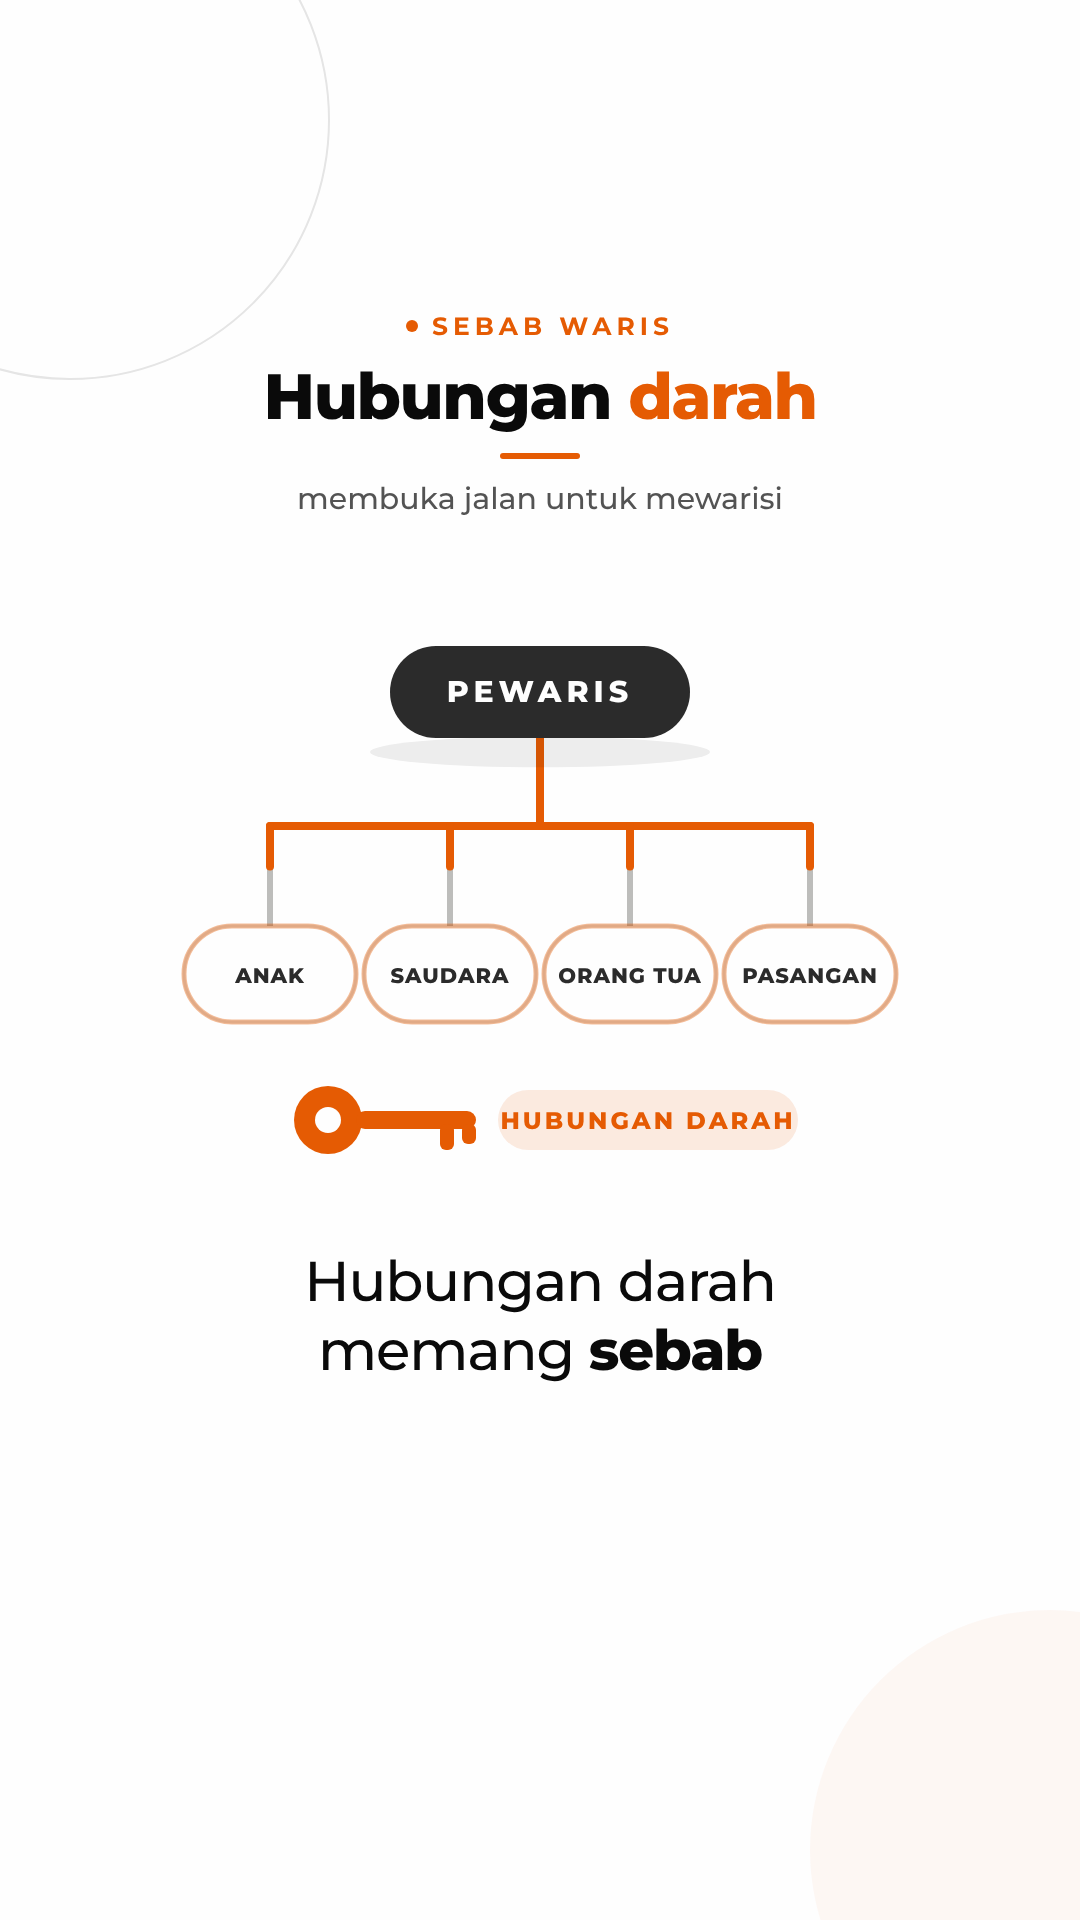 SEBAB WARIS
Hubungan darah
membuka jalan untuk mewarisi
PEWARIS
ANAK
SAUDARA
ORANG TUA
PASANGAN
HUBUNGAN DARAH
Hubungan darah
memang sebab